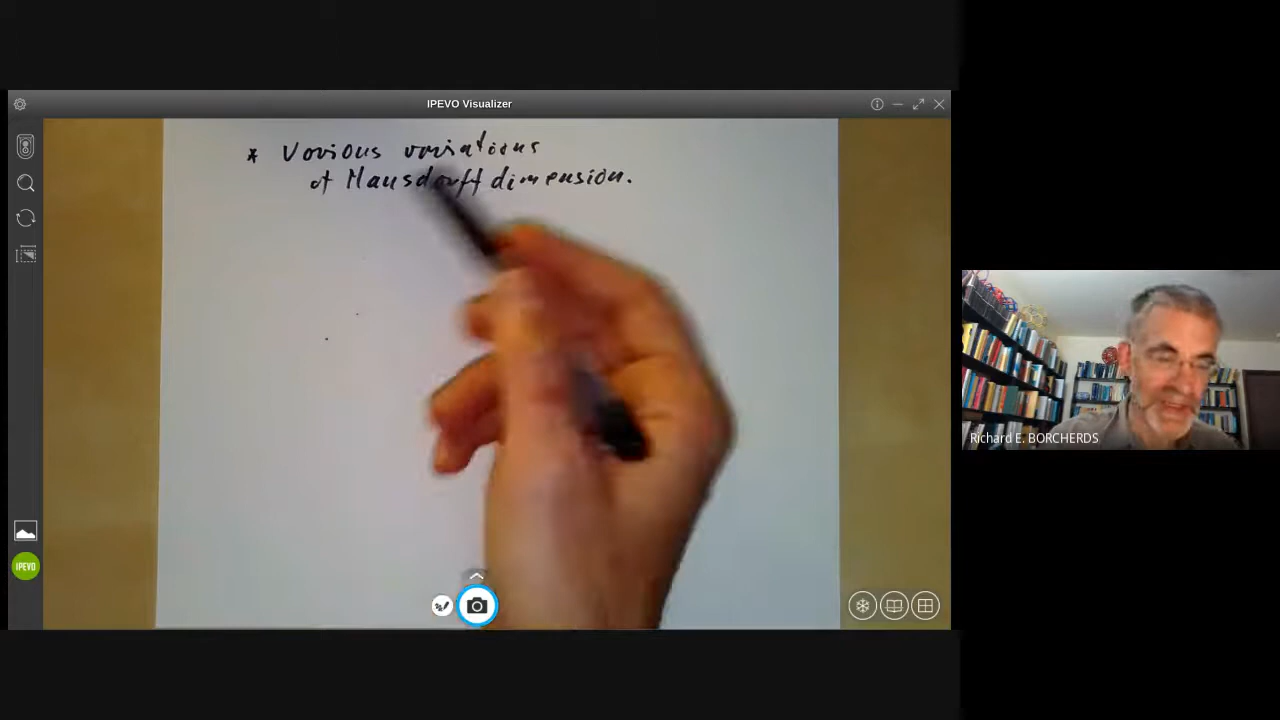 IPEVO Visualizer
* Various variations
of Hausdorff dimension.
Richard E. BORCHERDS
IPEVO